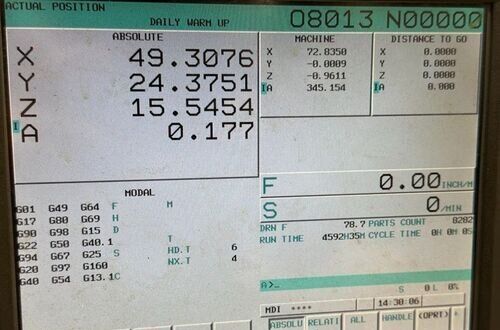 ACTUAL POSITION
DAILY WARM UP O8013 N00000
ABSOLUTE
X 49.3076
Y 24.3751
Z 15.5454
I A 0.177
MACHINE
X 72.8350
Y -0.0009
Z -0.9611
I A 345.154
DISTANCE TO GO
X 0.0000
Y 0.0000
Z 0.0000
I A 0.000
MODAL
G01 G49 G64 F M
G17 G80 G69 H
G90 G98 G15 D
G22 G50 G40.1 T
G94 G67 G25 S HD.T 6
G20 G97 G160 NX.T 4
G40 G54 G13.1C
F 0.00 INCH/M
S 0 /MIN
DRN F 78.7 PARTS COUNT 8282
RUN TIME 4592H35M CYCLE TIME 0H 0M 0S
A>_
S 0 L 0%
MDI **** 14:30:06
ABSOLU RELATI ALL HANDLE (OPRT) +